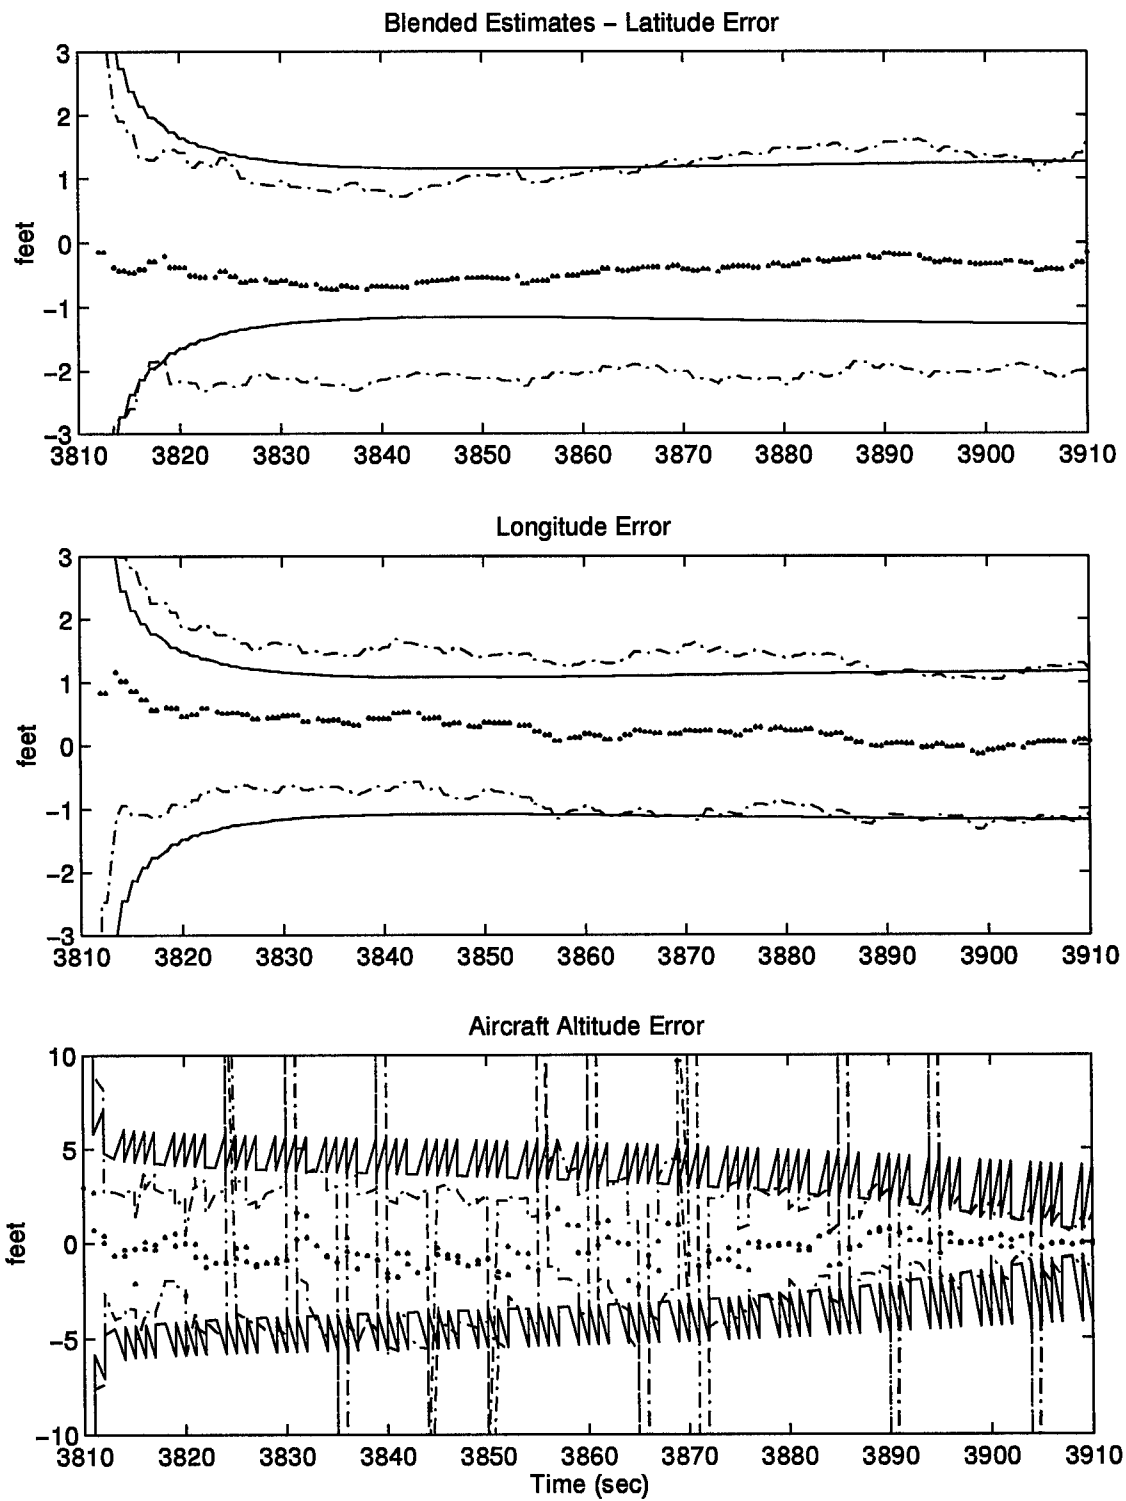 Blended Estimates – Latitude Error
3
2
1
0
−1
−2
−3
feet
3810 3820 3830 3840 3850 3860 3870 3880 3890 3900 3910
Longitude Error
3
2
1
0
−1
−2
−3
feet
3810 3820 3830 3840 3850 3860 3870 3880 3890 3900 3910
Aircraft Altitude Error
10
5
0
−5
−10
feet
3810 3820 3830 3840 3850 3860 3870 3880 3890 3900 3910
Time (sec)